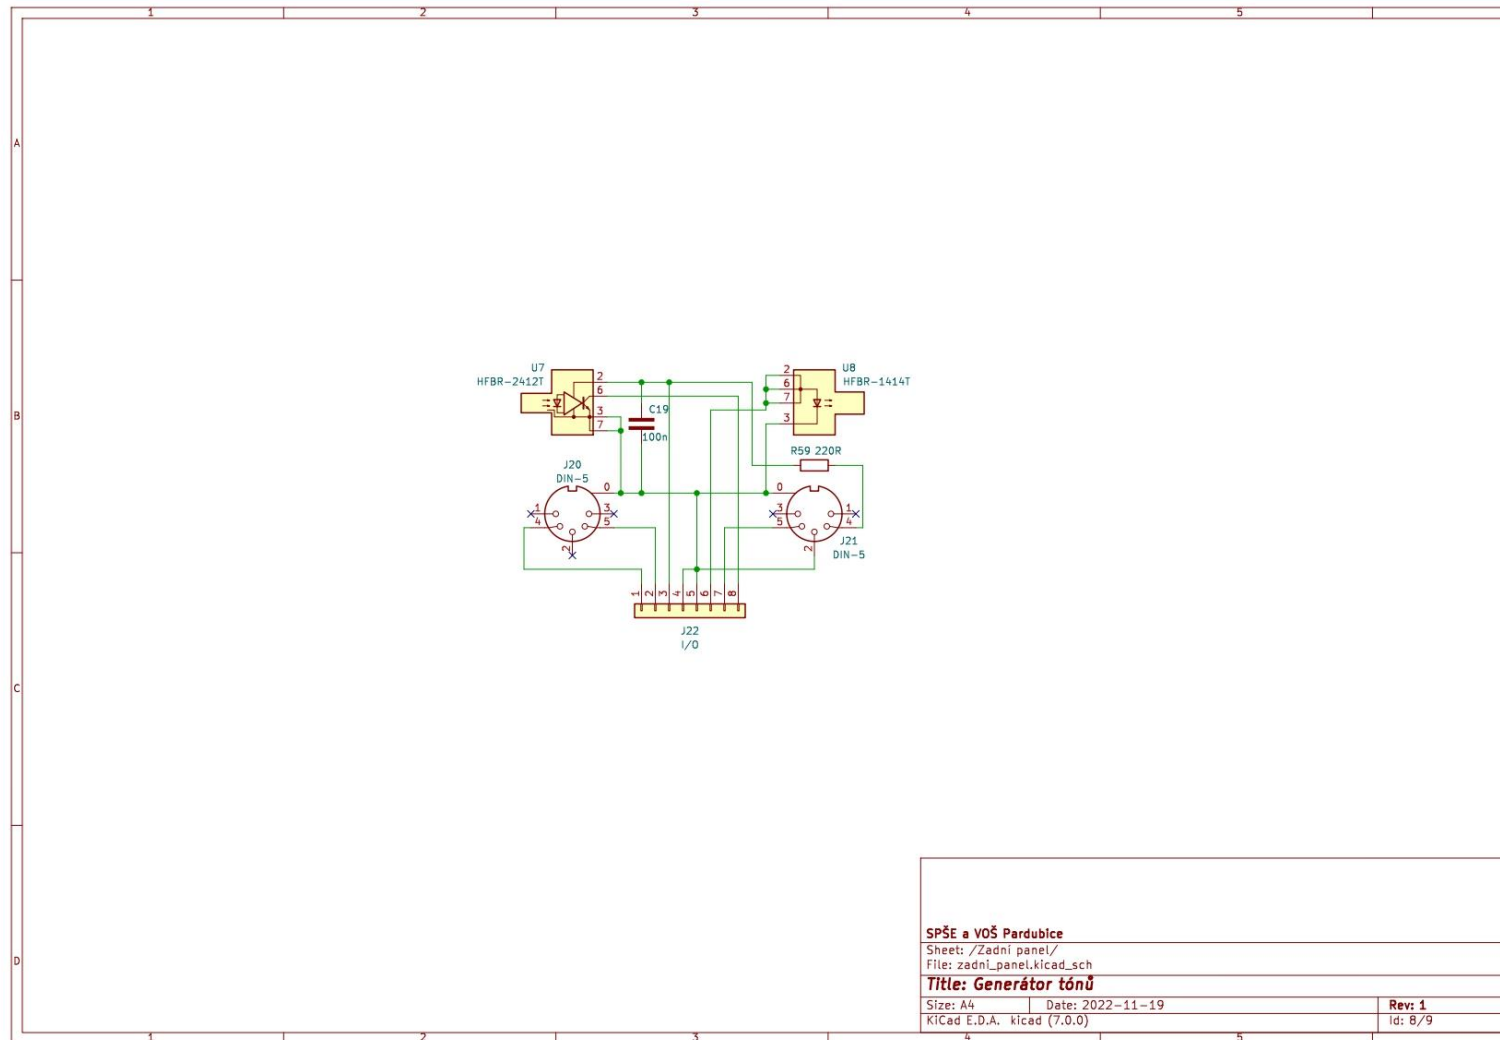 1 2 3 4 5
A
B
C
D
U7
HFBR-2412T
2
6
3
7
C19
100n
U8
HFBR-1414T
2
6
7
3
R59 220R
J20
DIN-5
0
1
3
4
5
2
0
3
1
5
4
2
J21
DIN-5
1 2 3 4 5 6 7 8
J22
I/O
SPŠE a VOŠ Pardubice
Sheet: /Zadní panel/
File: zadni_panel.kicad_sch
Title: Generátor tónů
Size: A4 Date: 2022-11-19 Rev: 1
KiCad E.D.A. kicad (7.0.0) Id: 8/9
1 2 3 4 5